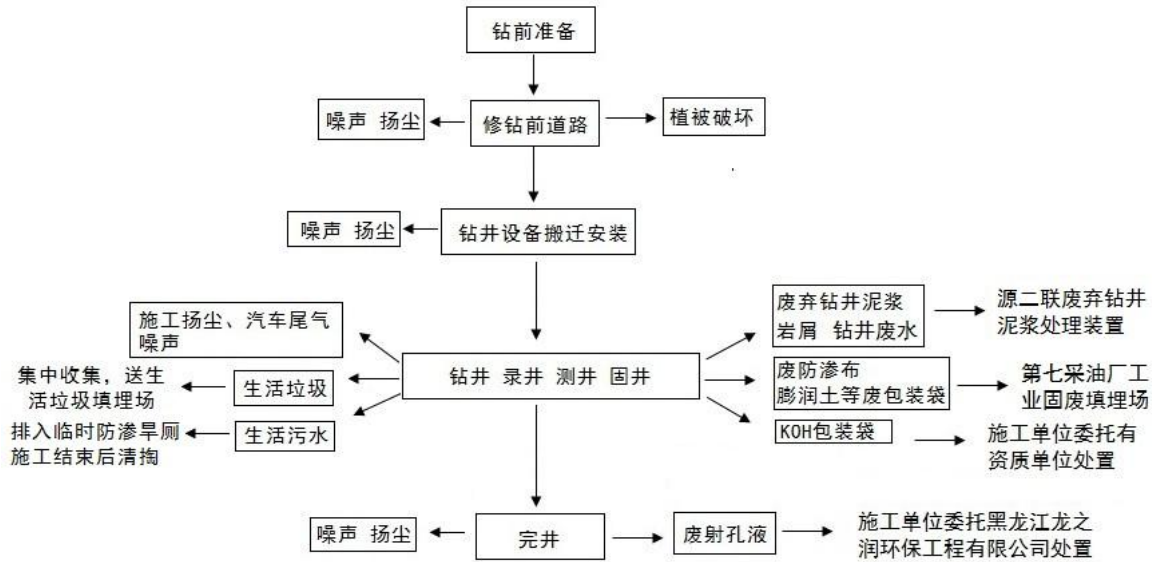 钻前准备
噪声 扬尘
修钻前道路
植被破坏
噪声 扬尘
钻井设备搬迁安装
施工扬尘、汽车尾气
噪声
废弃钻井泥浆
岩屑 钻井废水
源二联废弃钻井
泥浆处理装置
集中收集，送生
活垃圾填埋场
生活垃圾
钻井 录井 测井 固井
废防渗布
膨润土等废包装袋
第七采油厂工
业固废填埋场
排入临时防渗旱厕
施工结束后清掏
生活污水
KOH包装袋
施工单位委托有
资质单位处置
噪声 扬尘
完井
废射孔液
施工单位委托黑龙江龙之
润环保工程有限公司处置